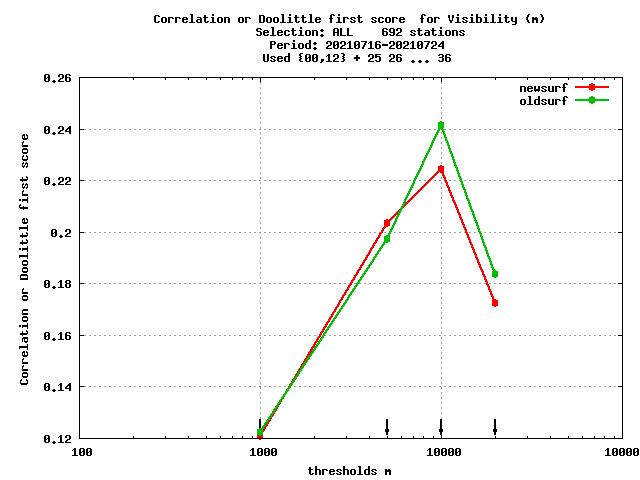 Correlation or Doolittle first score  for Visibility (m)
Selection: ALL    692 stations
Period: 20210716-20210724
Used {00,12} + 25 26 ... 36
newsurf
oldsurf
0.26
0.24
0.22
0.2
0.18
0.16
0.14
0.12
Correlation or Doolittle first score
100 1000 10000 10000
thresholds m